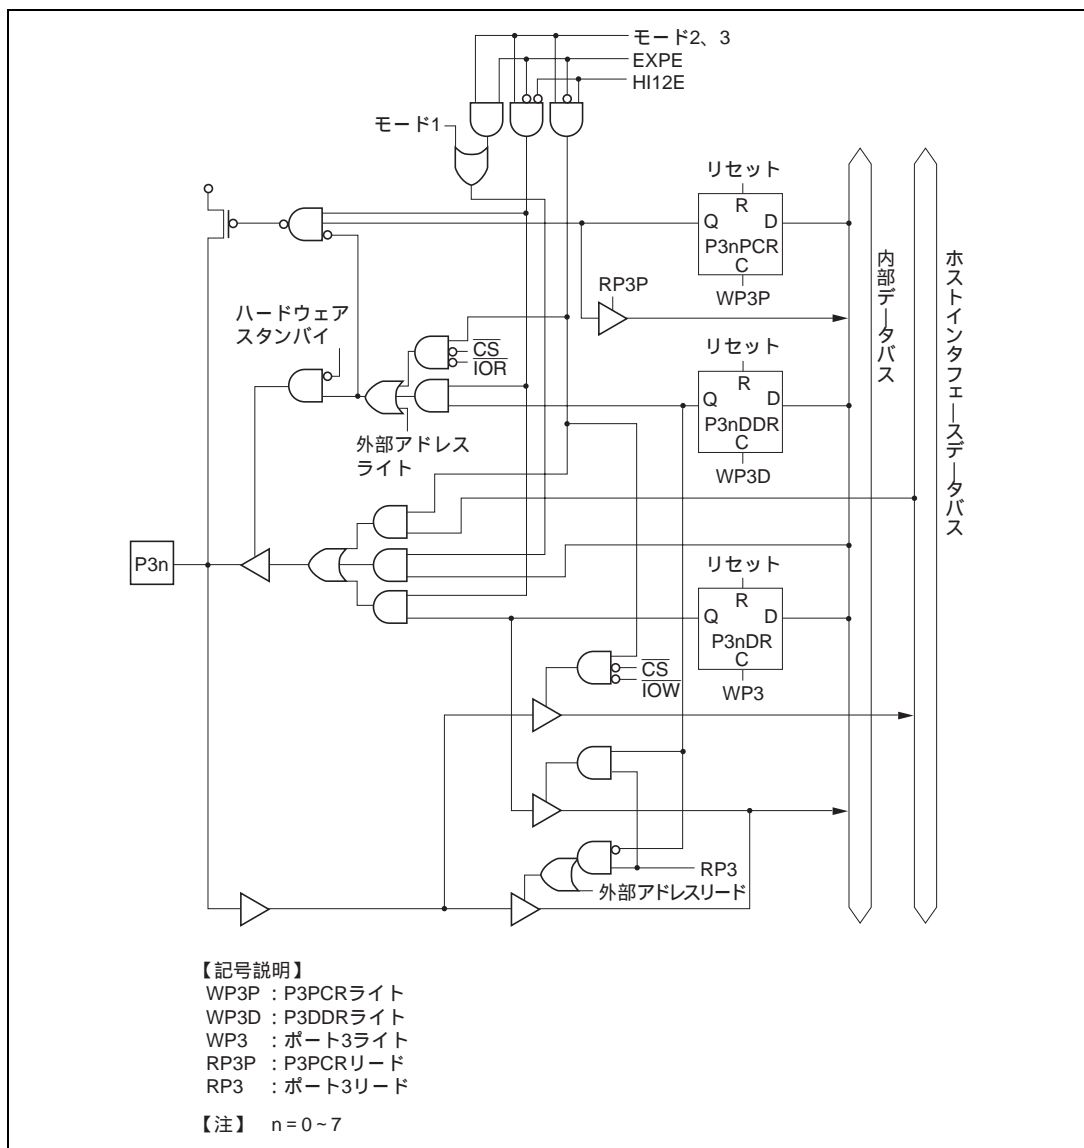 モード2、3
EXPE
HI12E
モード1
リセット
R
Q D
P3nPCR
C
WP3P
RP3P
内部データバス
ホストインタフェースデータバス
ハードウェア
スタンバイ
CS
IOR
リセット
R
Q D
P3nDDR
C
WP3D
外部アドレス
ライト
P3n
リセット
R
Q D
P3nDR
C
WP3
CS
IOW
RP3
外部アドレスリード
【記号説明】
WP3P : P3PCRライト
WP3D : P3DDRライト
WP3 : ポート3ライト
RP3P : P3PCRリード
RP3 : ポート3リード
【注】 n = 0 ~ 7